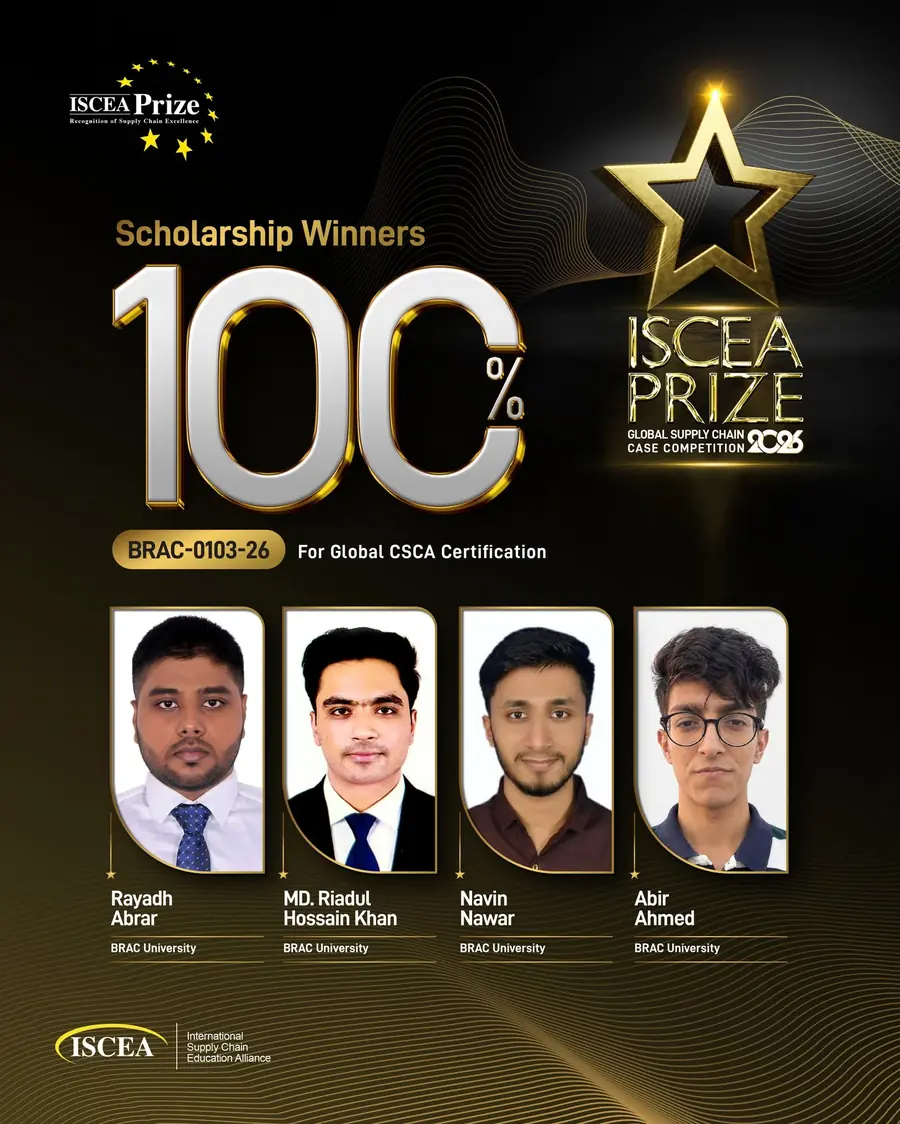 ISCEA Prize
Recognition of Supply Chain Excellence
Scholarship Winners
100%
ISCEA
PRIZE
GLOBAL SUPPLY CHAIN
CASE COMPETITION 2026
BRAC-0103-26 For Global CSCA Certification
Rayadh
Abrar
BRAC University
MD. Riadul
Hossain Khan
BRAC University
Navin
Nawar
BRAC University
Abir
Ahmed
BRAC University
ISCEA
International
Supply Chain
Education Alliance